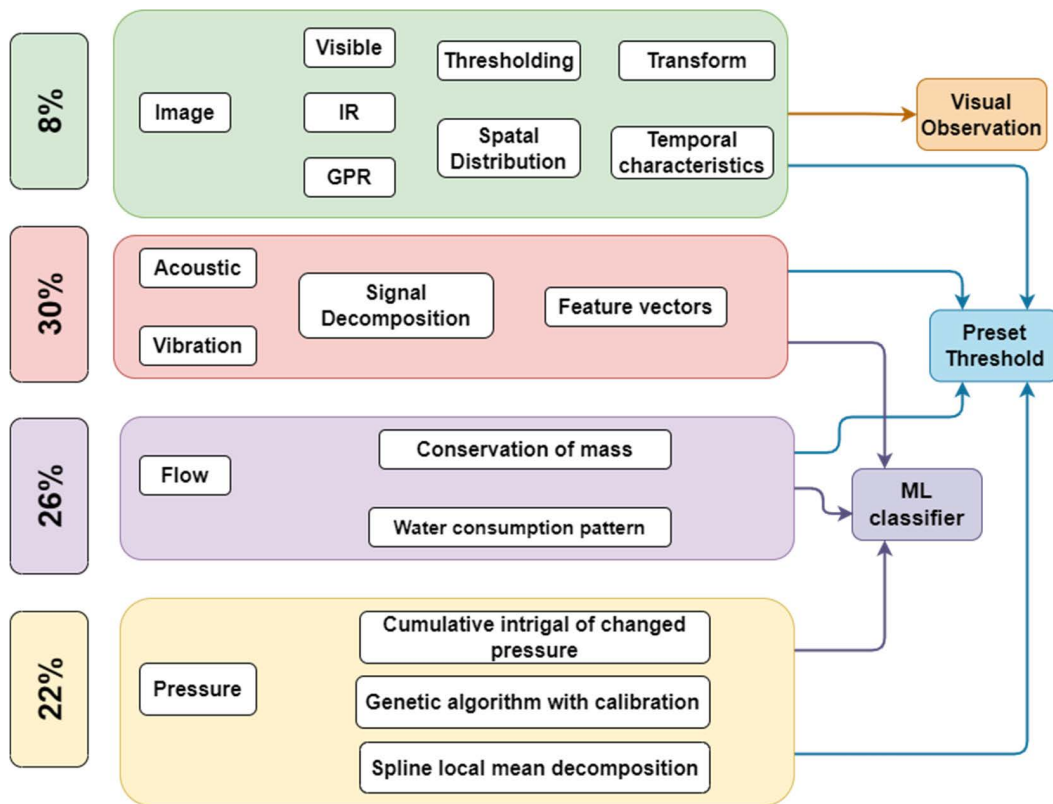 8%
Image
Visible
IR
GPR
Thresholding
Spatal
Distribution
Transform
Temporal
characteristics
Visual
Observation
30%
Acoustic
Vibration
Signal
Decomposition
Feature vectors
Preset
Threshold
26%
Flow
Conservation of mass
Water consumption pattern
ML
classifier
22%
Pressure
Cumulative intrigal of changed
pressure
Genetic algorithm with calibration
Spline local mean decomposition